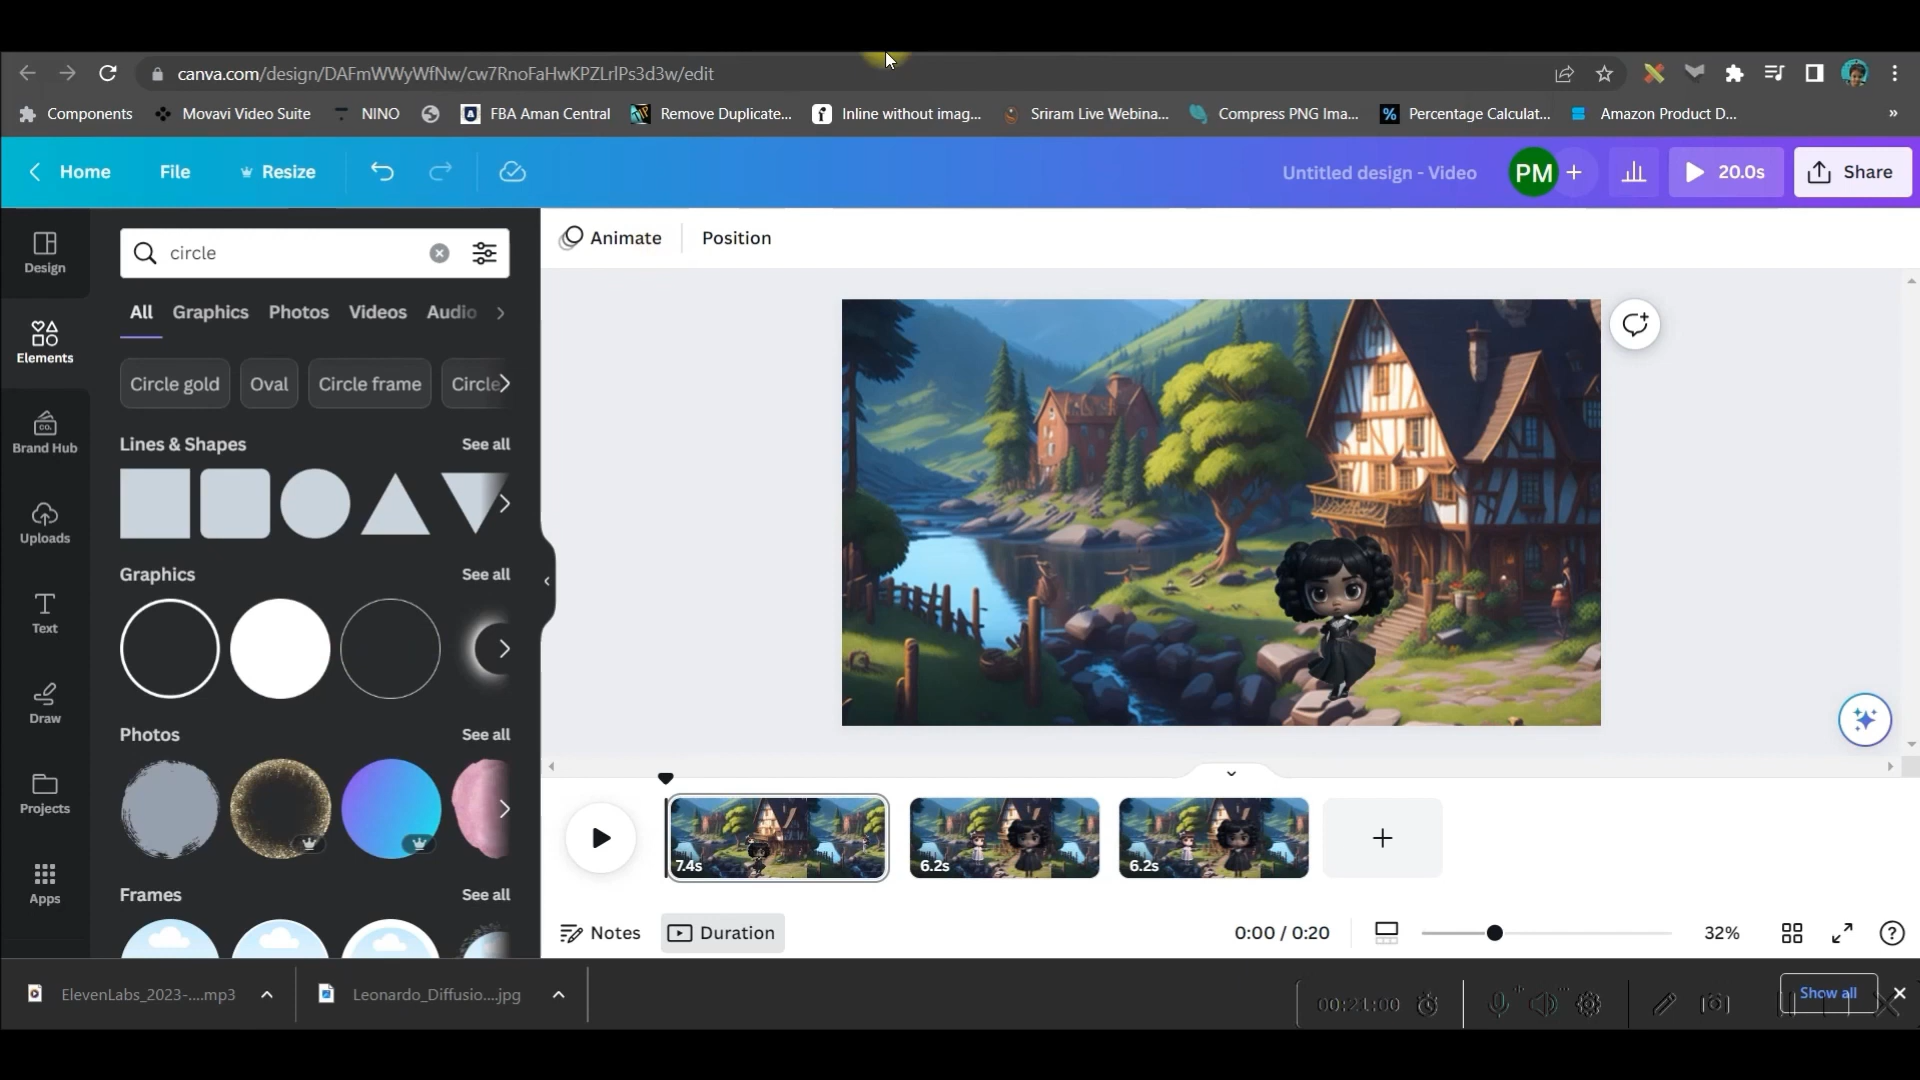 canva.com/design/DAFmWWyWfNw/cw7RnoFaHwKPZLrlPs3d3w/edit
Components
Movavi Video Suite
NINO
FBA Aman Central
Remove Duplicate...
Inline without imag...
Sriram Live Webina...
Compress PNG Ima...
Percentage Calculat...
Amazon Product D...
»
Home
File
Resize
Untitled design - Video
PM
+
20.0s
Share
Design
Elements
Brand Hub
CO.
Uploads
Text
Draw
Projects
Apps
circle
All
Graphics
Photos
Videos
Audio
Circle gold
Oval
Circle frame
Circle
Lines & Shapes
See all
Graphics
See all
Photos
See all
Frames
See all
Animate
Position
7.4s
6.2s
6.2s
+
Notes
Duration
0:00 / 0:20
32%
ElevenLabs_2023-....mp3
Leonardo_Diffusio....jpg
00:21:00
Show all